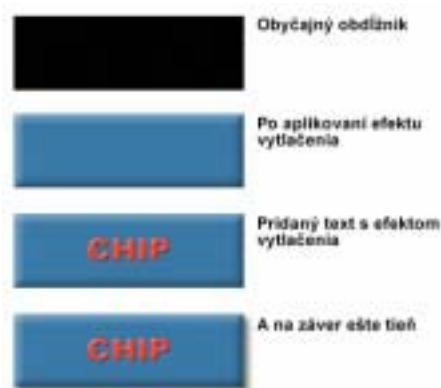 Obyčajný obdĺžnik
Po aplikovaní efektu
vytlačenia
CHIP
Pridaný text s efektom
vytlačenia
CHIP
A na záver ešte tieň